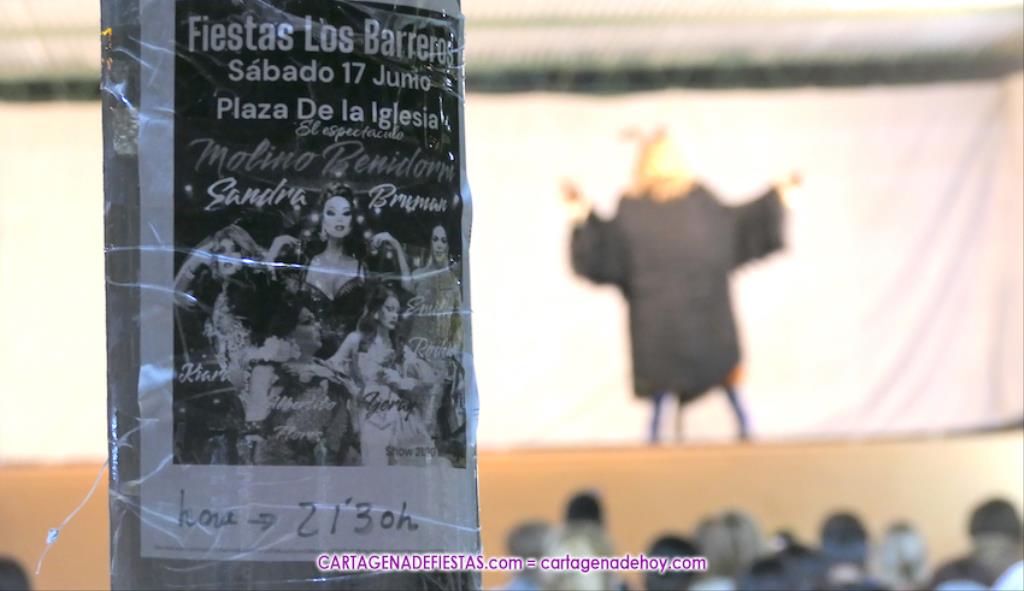 Fiestas Los Barreros
Sábado 17 Junio
Plaza De la Iglesia
El espectáculo
Molino Benidorm
Sandra Bruman
Kiara
hora → 21'30h
CARTAGENADEFIESTAS.com = cartagenadehoy.com